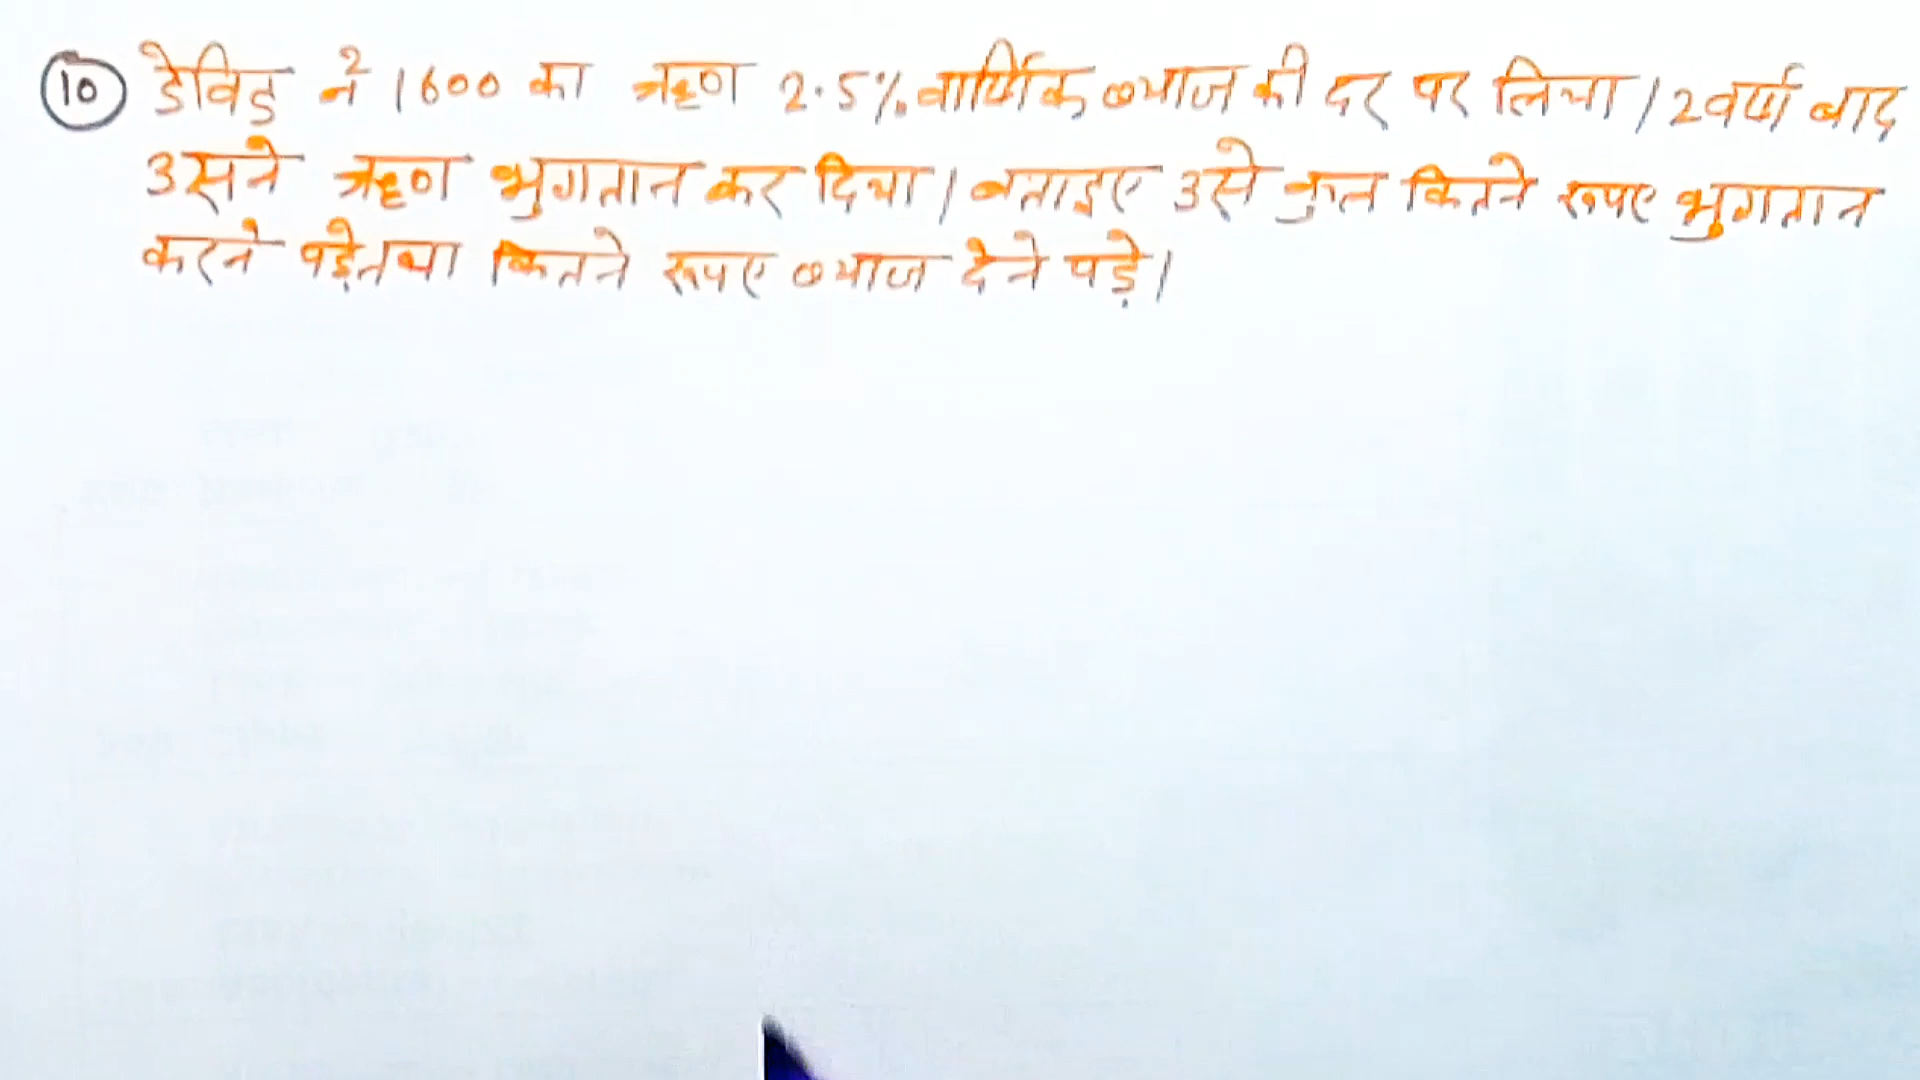 10 डेविड ने 1600 का ऋण 2.5% वार्षिक ब्याज की दर पर लिया। 2 वर्ष बाद
उसने ऋण भुगतान कर दिया। बताइए उसे कुल कितने रूपए भुगतान
करने पड़े तथा कितने रूपए ब्याज देने पड़े।